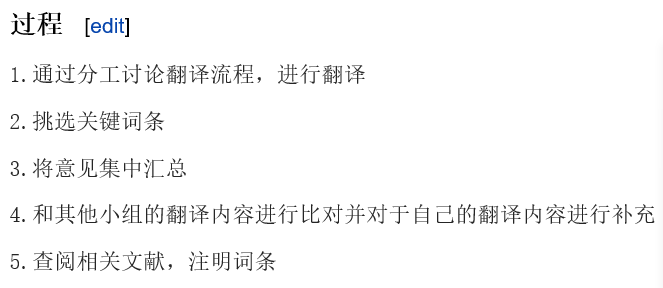 过程 [edit]
1. 通过分工讨论翻译流程，进行翻译
2. 挑选关键词条
3. 将意见集中汇总
4. 和其他小组的翻译内容进行比对并对于自己的翻译内容进行补充
5. 查阅相关文献，注明词条